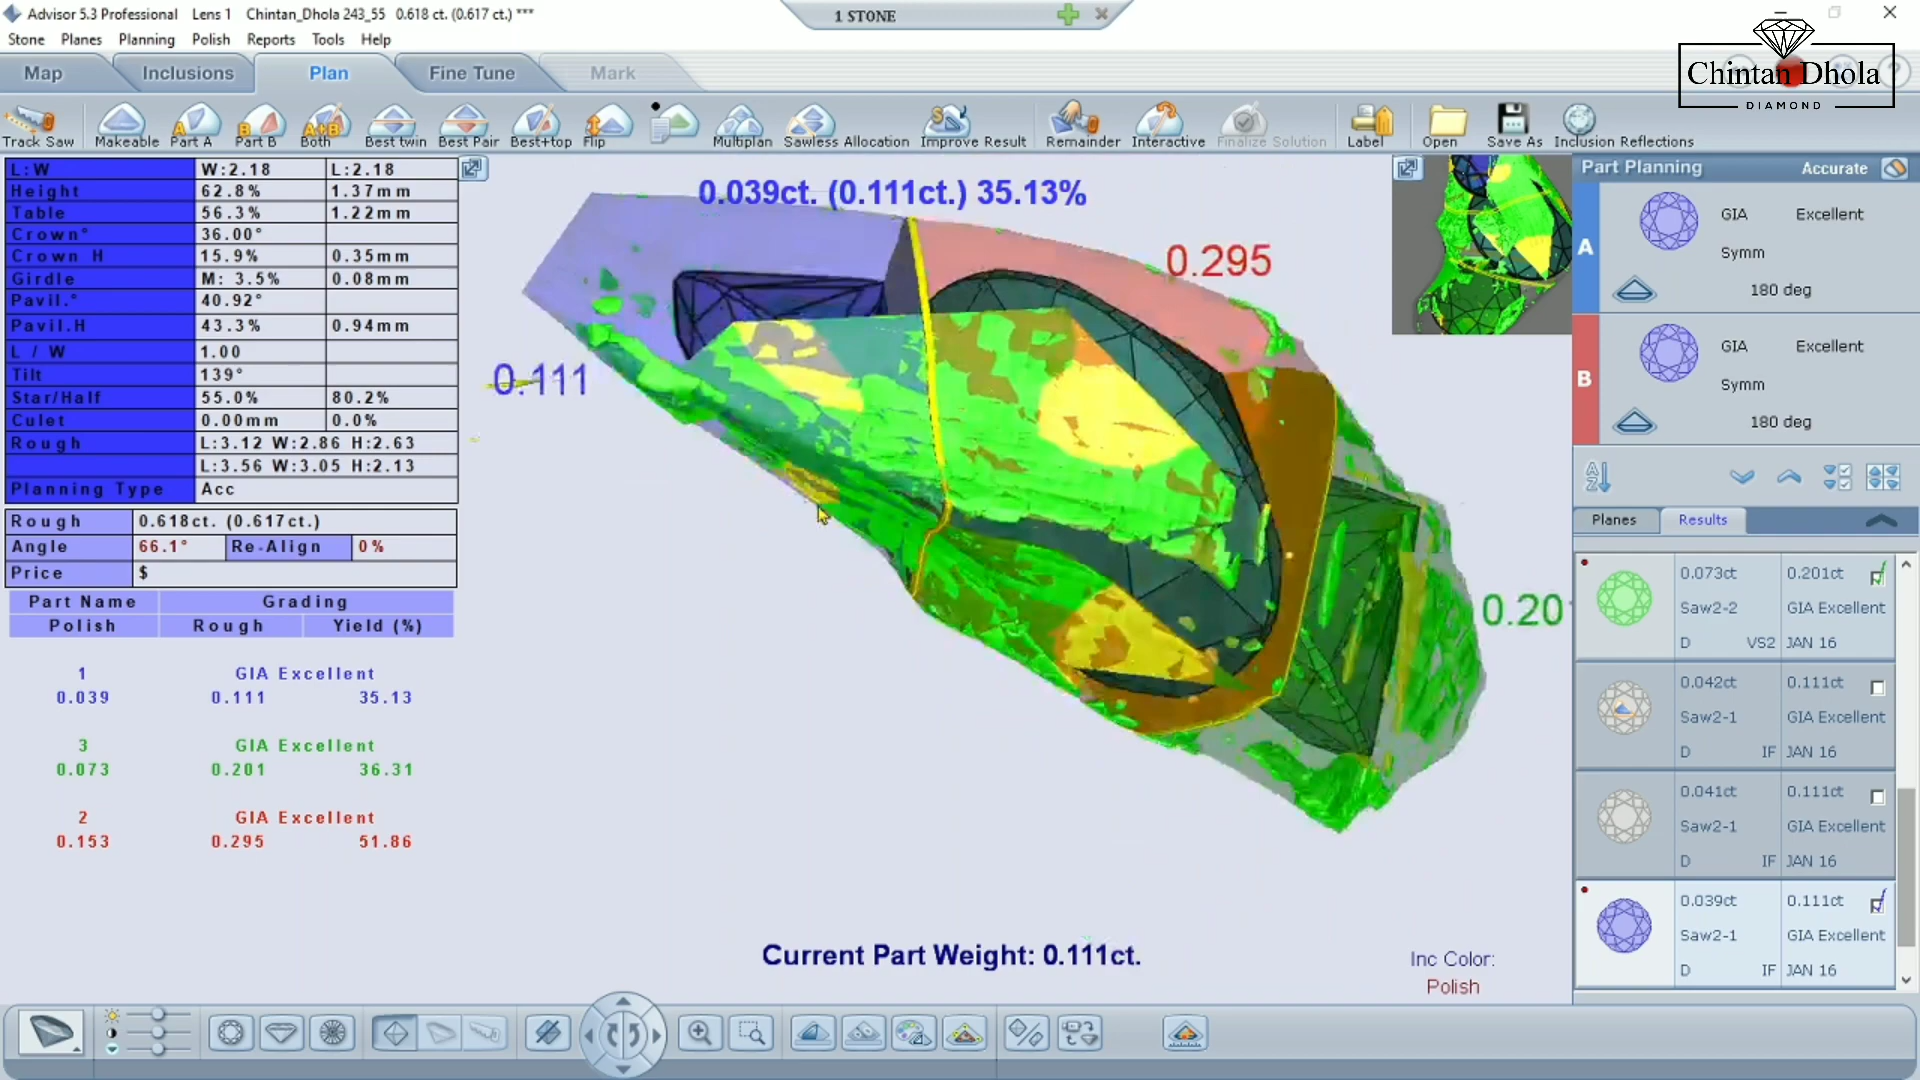 Advisor 5.3 Professional Lens 1 Chintan_Dhola 243_55 0.618 ct. (0.617 ct.) ***
1 STONE
Stone Planes Planning Polish Reports Tools Help
Chintan Dhola
DIAMOND
Map Inclusions Plan Fine Tune Mark
Track Saw Makeable Part A Part B Both Best twin Best Pair Best+top Flip Multiplan Sawless Allocation Improve Result Remainder Interactive Finalize Solution Label Open Save As Inclusion Reflections
L:W W:2.18 L:2.18
Height 62.8% 1.37mm
Table 56.3% 1.22mm
Crown° 36.00°
Crown H 15.9% 0.35mm
Girdle M: 3.5% 0.08mm
Pavil.° 40.92°
Pavil.H 43.3% 0.94mm
L / W 1.00
Tilt 139°
Star/Half 55.0% 80.2%
Culet 0.00mm 0.0%
Rough L:3.12 W:2.86 H:2.63
L:3.56 W:3.05 H:2.13
Planning Type Acc
Rough 0.618ct. (0.617ct.)
Angle 66.1° Re-Align 0%
Price $
Part Name Grading
Polish Rough Yield (%)
1 GIA Excellent
0.039 0.111 35.13
3 GIA Excellent
0.073 0.201 36.31
2 GIA Excellent
0.153 0.295 51.86
0.039ct. (0.111ct.) 35.13%
0.295
0.111
0.20
Current Part Weight: 0.111ct.
Inc Color:
Polish
Part Planning Accurate
A
GIA Excellent
Symm
180 deg
B
GIA Excellent
Symm
180 deg
Planes Results
0.073ct 0.201ct
Saw2-2 GIA Excellent
D VS2 JAN 16
0.042ct 0.111ct
Saw2-1 GIA Excellent
D IF JAN 16
0.041ct 0.111ct
Saw2-1 GIA Excellent
D IF JAN 16
0.039ct 0.111ct
Saw2-1 GIA Excellent
D IF JAN 16